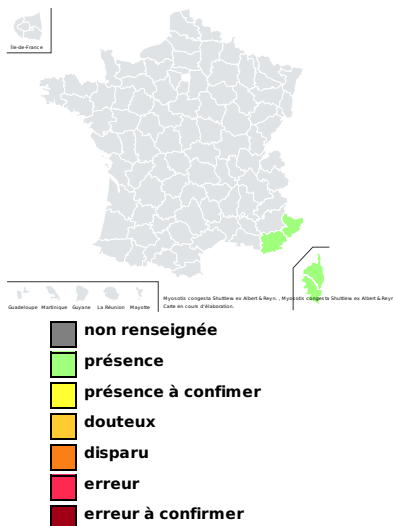 Île-de-France
Guadeloupe Martinique Guyane La Réunion Mayotte
Myosotis congesta Shuttlew. ex Albert & Reyn. , Myosotis congesta Shuttlew. ex Albert & Reyn
Carte en cours d'élaboration.
non renseignée
présence
présence à confimer
douteux
disparu
erreur
erreur à confirmer